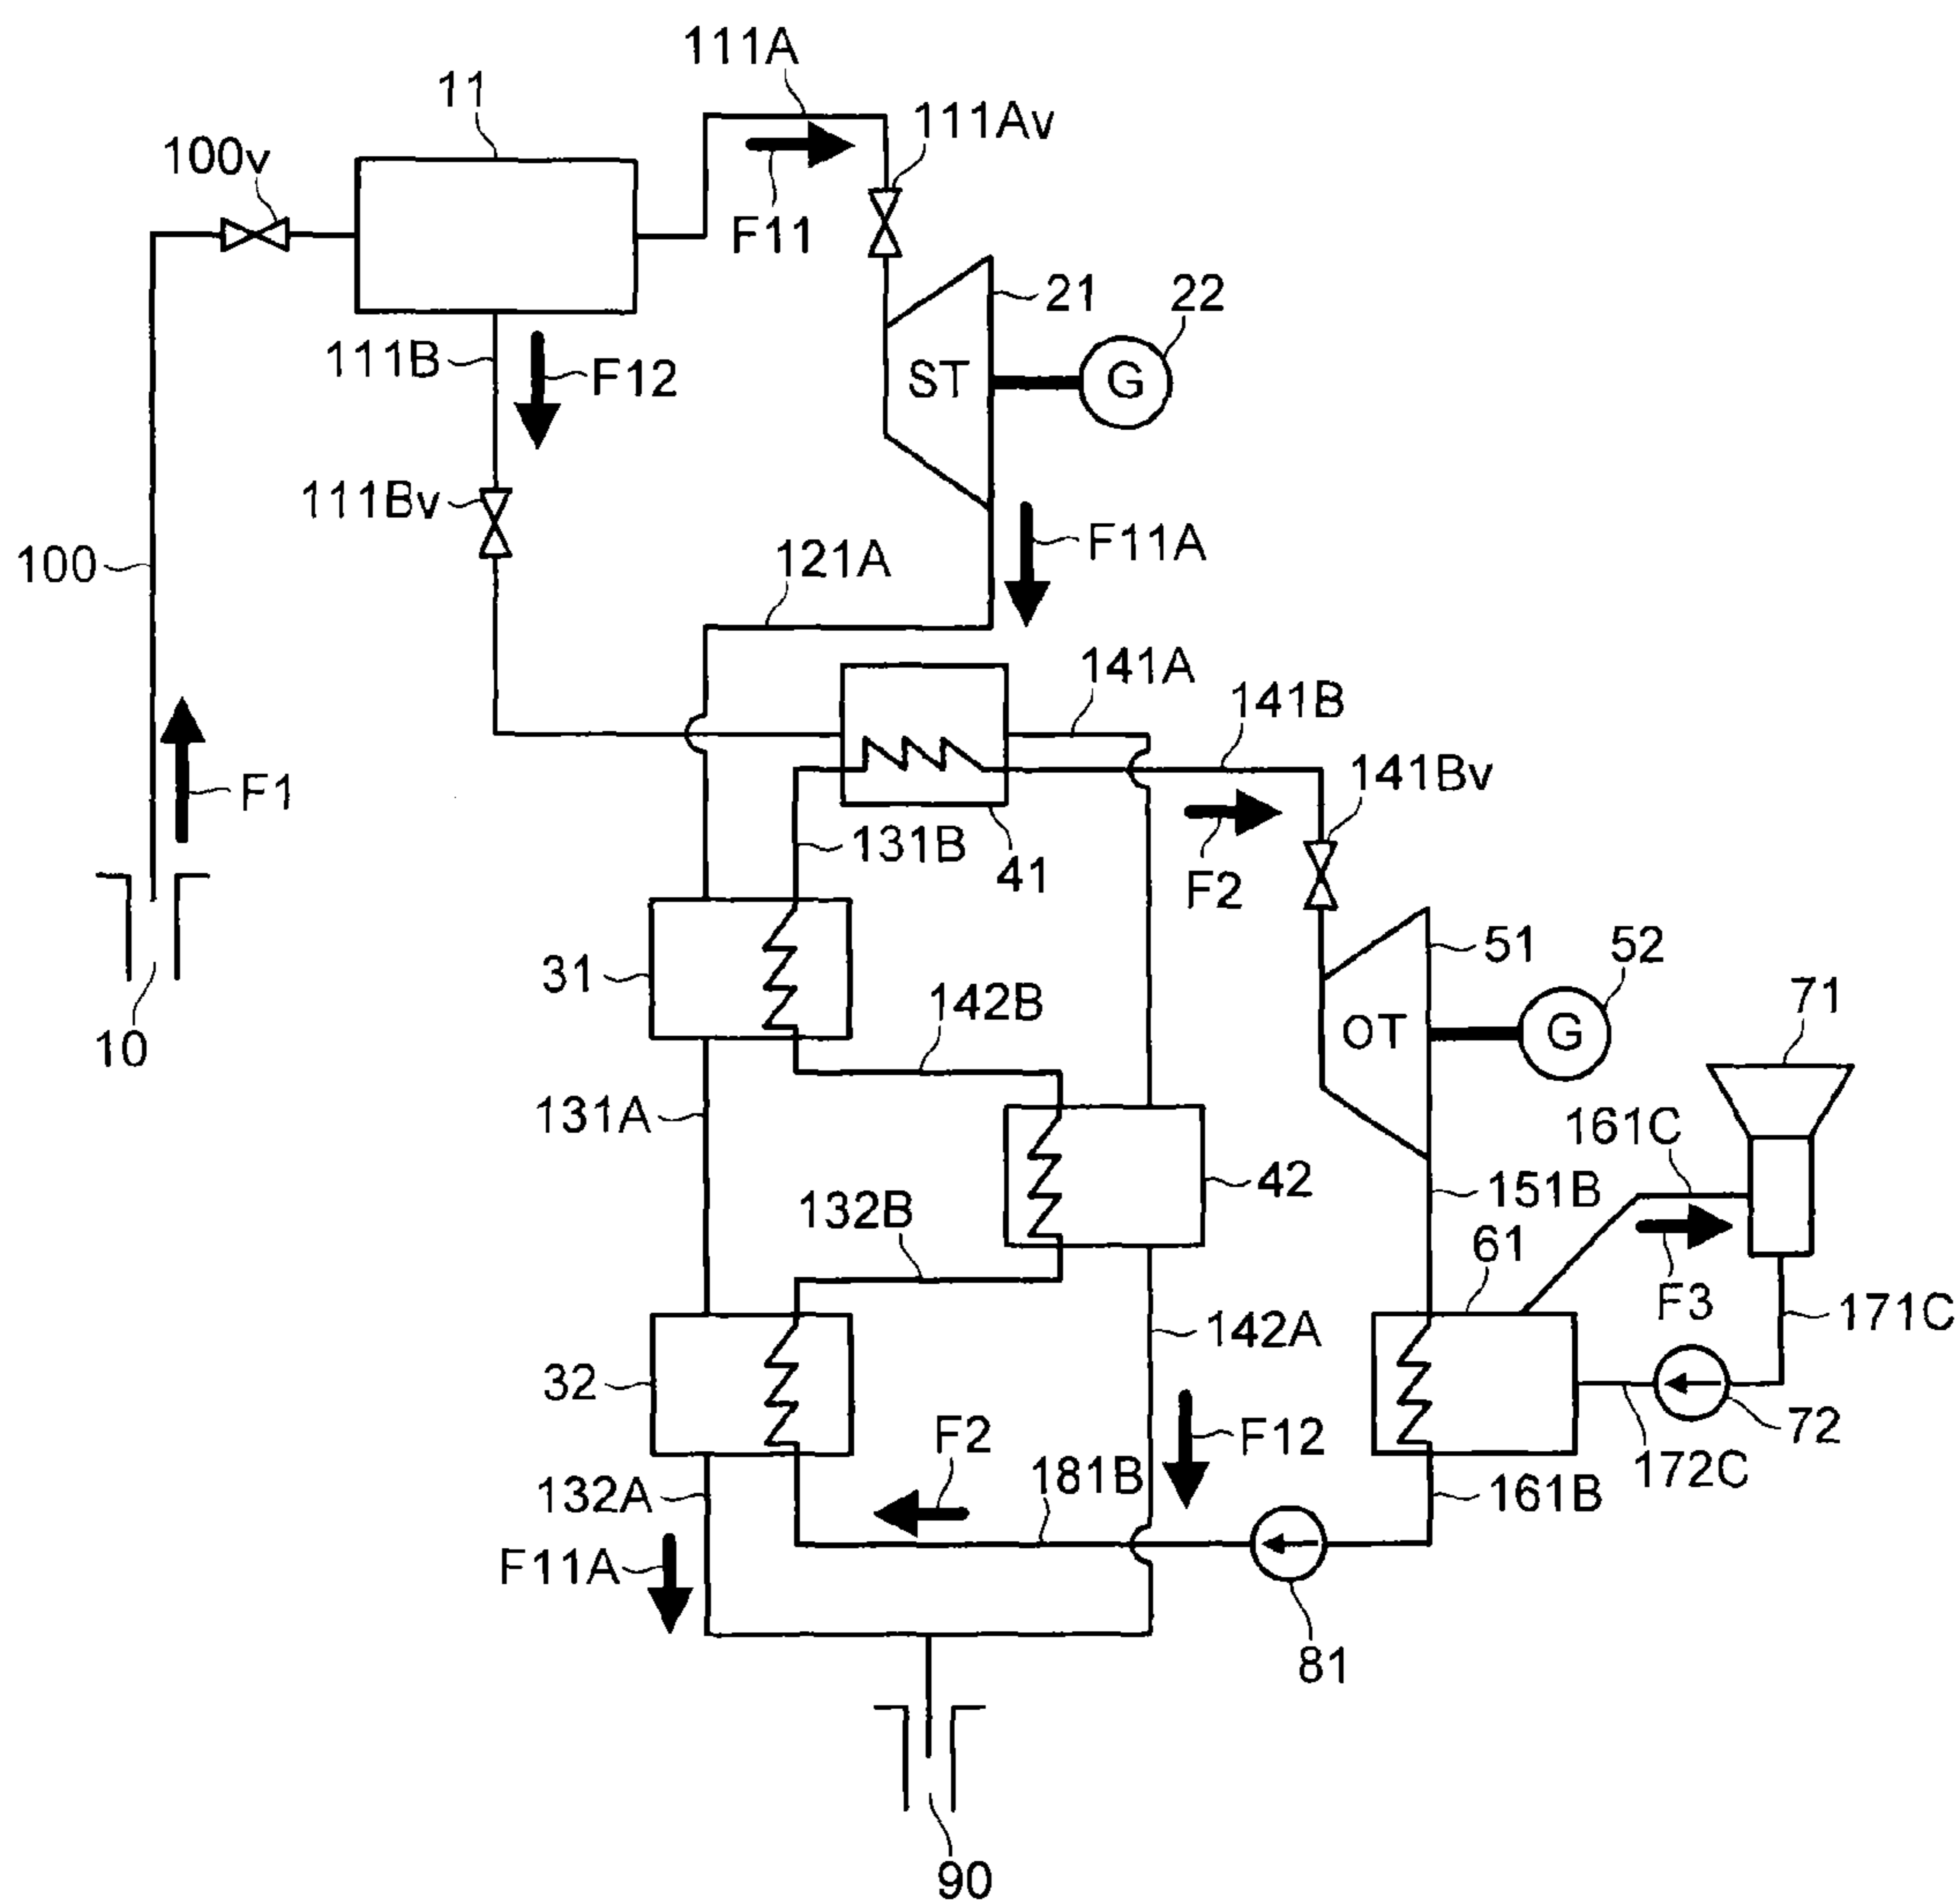 111A
11
111Av
100v
F11
21
22
111B
F12
ST
G
111Bv
F11A
121A
100
141A
141B
141Bv
F1
131B
41
F2
51
52
31
142B
71
10
OT
G
131A
161C
42
151B
132B
61
F3
171C
142A
32
F2
F12
72
181B
172C
132A
161B
F11A
81
90